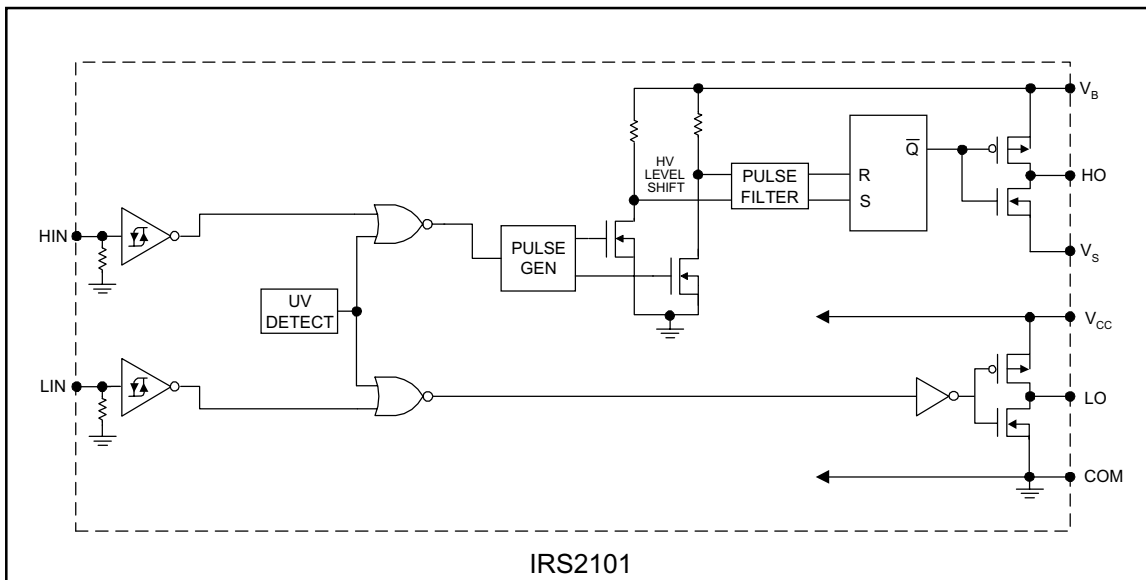 V_B
Q̅
HV
LEVEL
SHIFT
PULSE
FILTER
R
S
HO
HIN
PULSE
GEN
V_S
UV
DETECT
V_CC
LIN
LO
COM
IRS2101